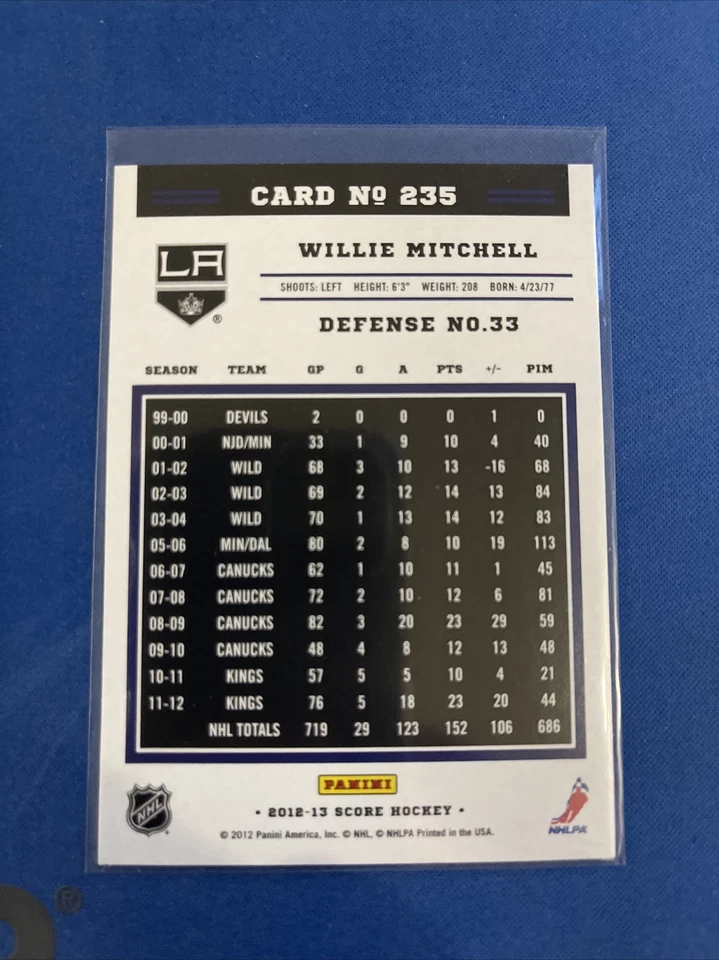 CARD Nº 235
LA
®
WILLIE MITCHELL
SHOOTS: LEFT HEIGHT: 6'3" WEIGHT: 208 BORN: 4/23/77
DEFENSE NO.33
SEASON TEAM GP G A PTS +/- PIM
99-00 DEVILS 2 0 0 0 1 0
00-01 NJD/MIN 33 1 9 10 4 40
01-02 WILD 68 3 10 13 -16 68
02-03 WILD 69 2 12 14 13 84
03-04 WILD 70 1 13 14 12 83
05-06 MIN/DAL 80 2 8 10 19 113
06-07 CANUCKS 62 1 10 11 1 45
07-08 CANUCKS 72 2 10 12 6 81
08-09 CANUCKS 82 3 20 23 29 59
09-10 CANUCKS 48 4 8 12 13 48
10-11 KINGS 57 5 5 10 4 21
11-12 KINGS 76 5 18 23 20 44
NHL TOTALS 719 29 123 152 106 686
PANINI
NHL
• 2012-13 SCORE HOCKEY •
NHLPA
© 2012 Panini America, Inc. © NHL, © NHLPA Printed in the USA.
®